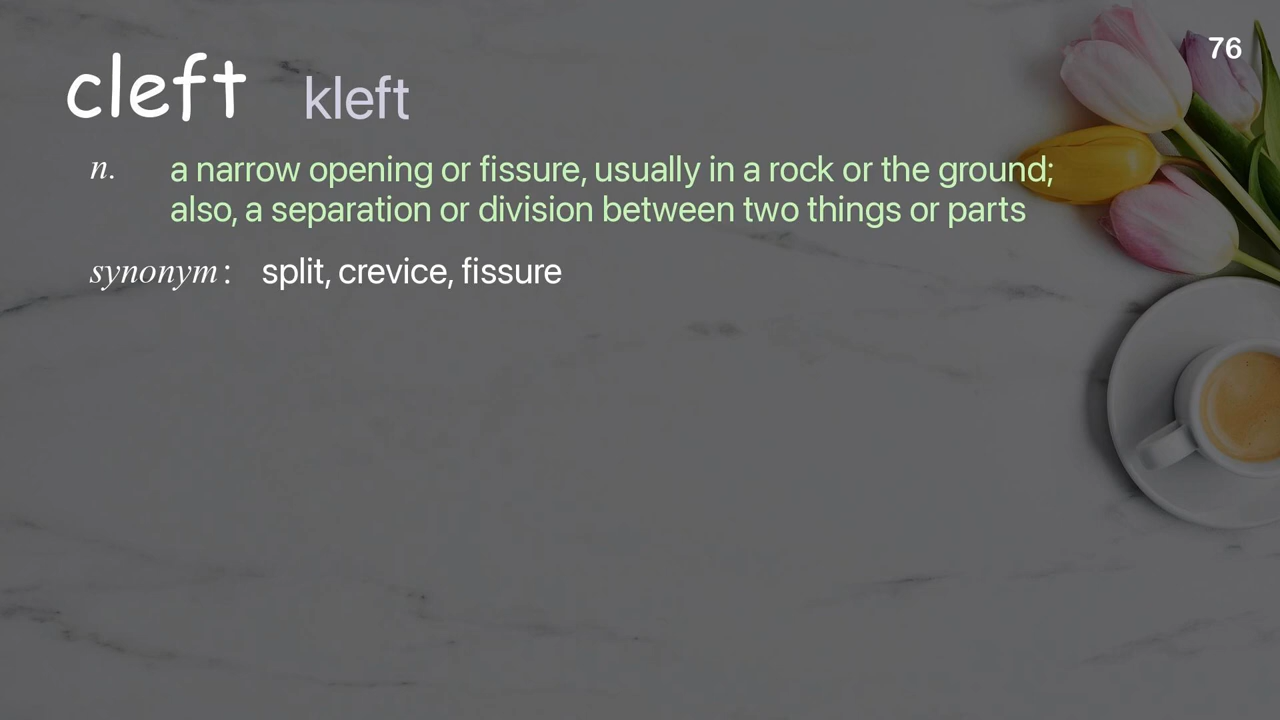 76
cleft kleft
n. a narrow opening or fissure, usually in a rock or the ground;
also, a separation or division between two things or parts
synonym : split, crevice, fissure